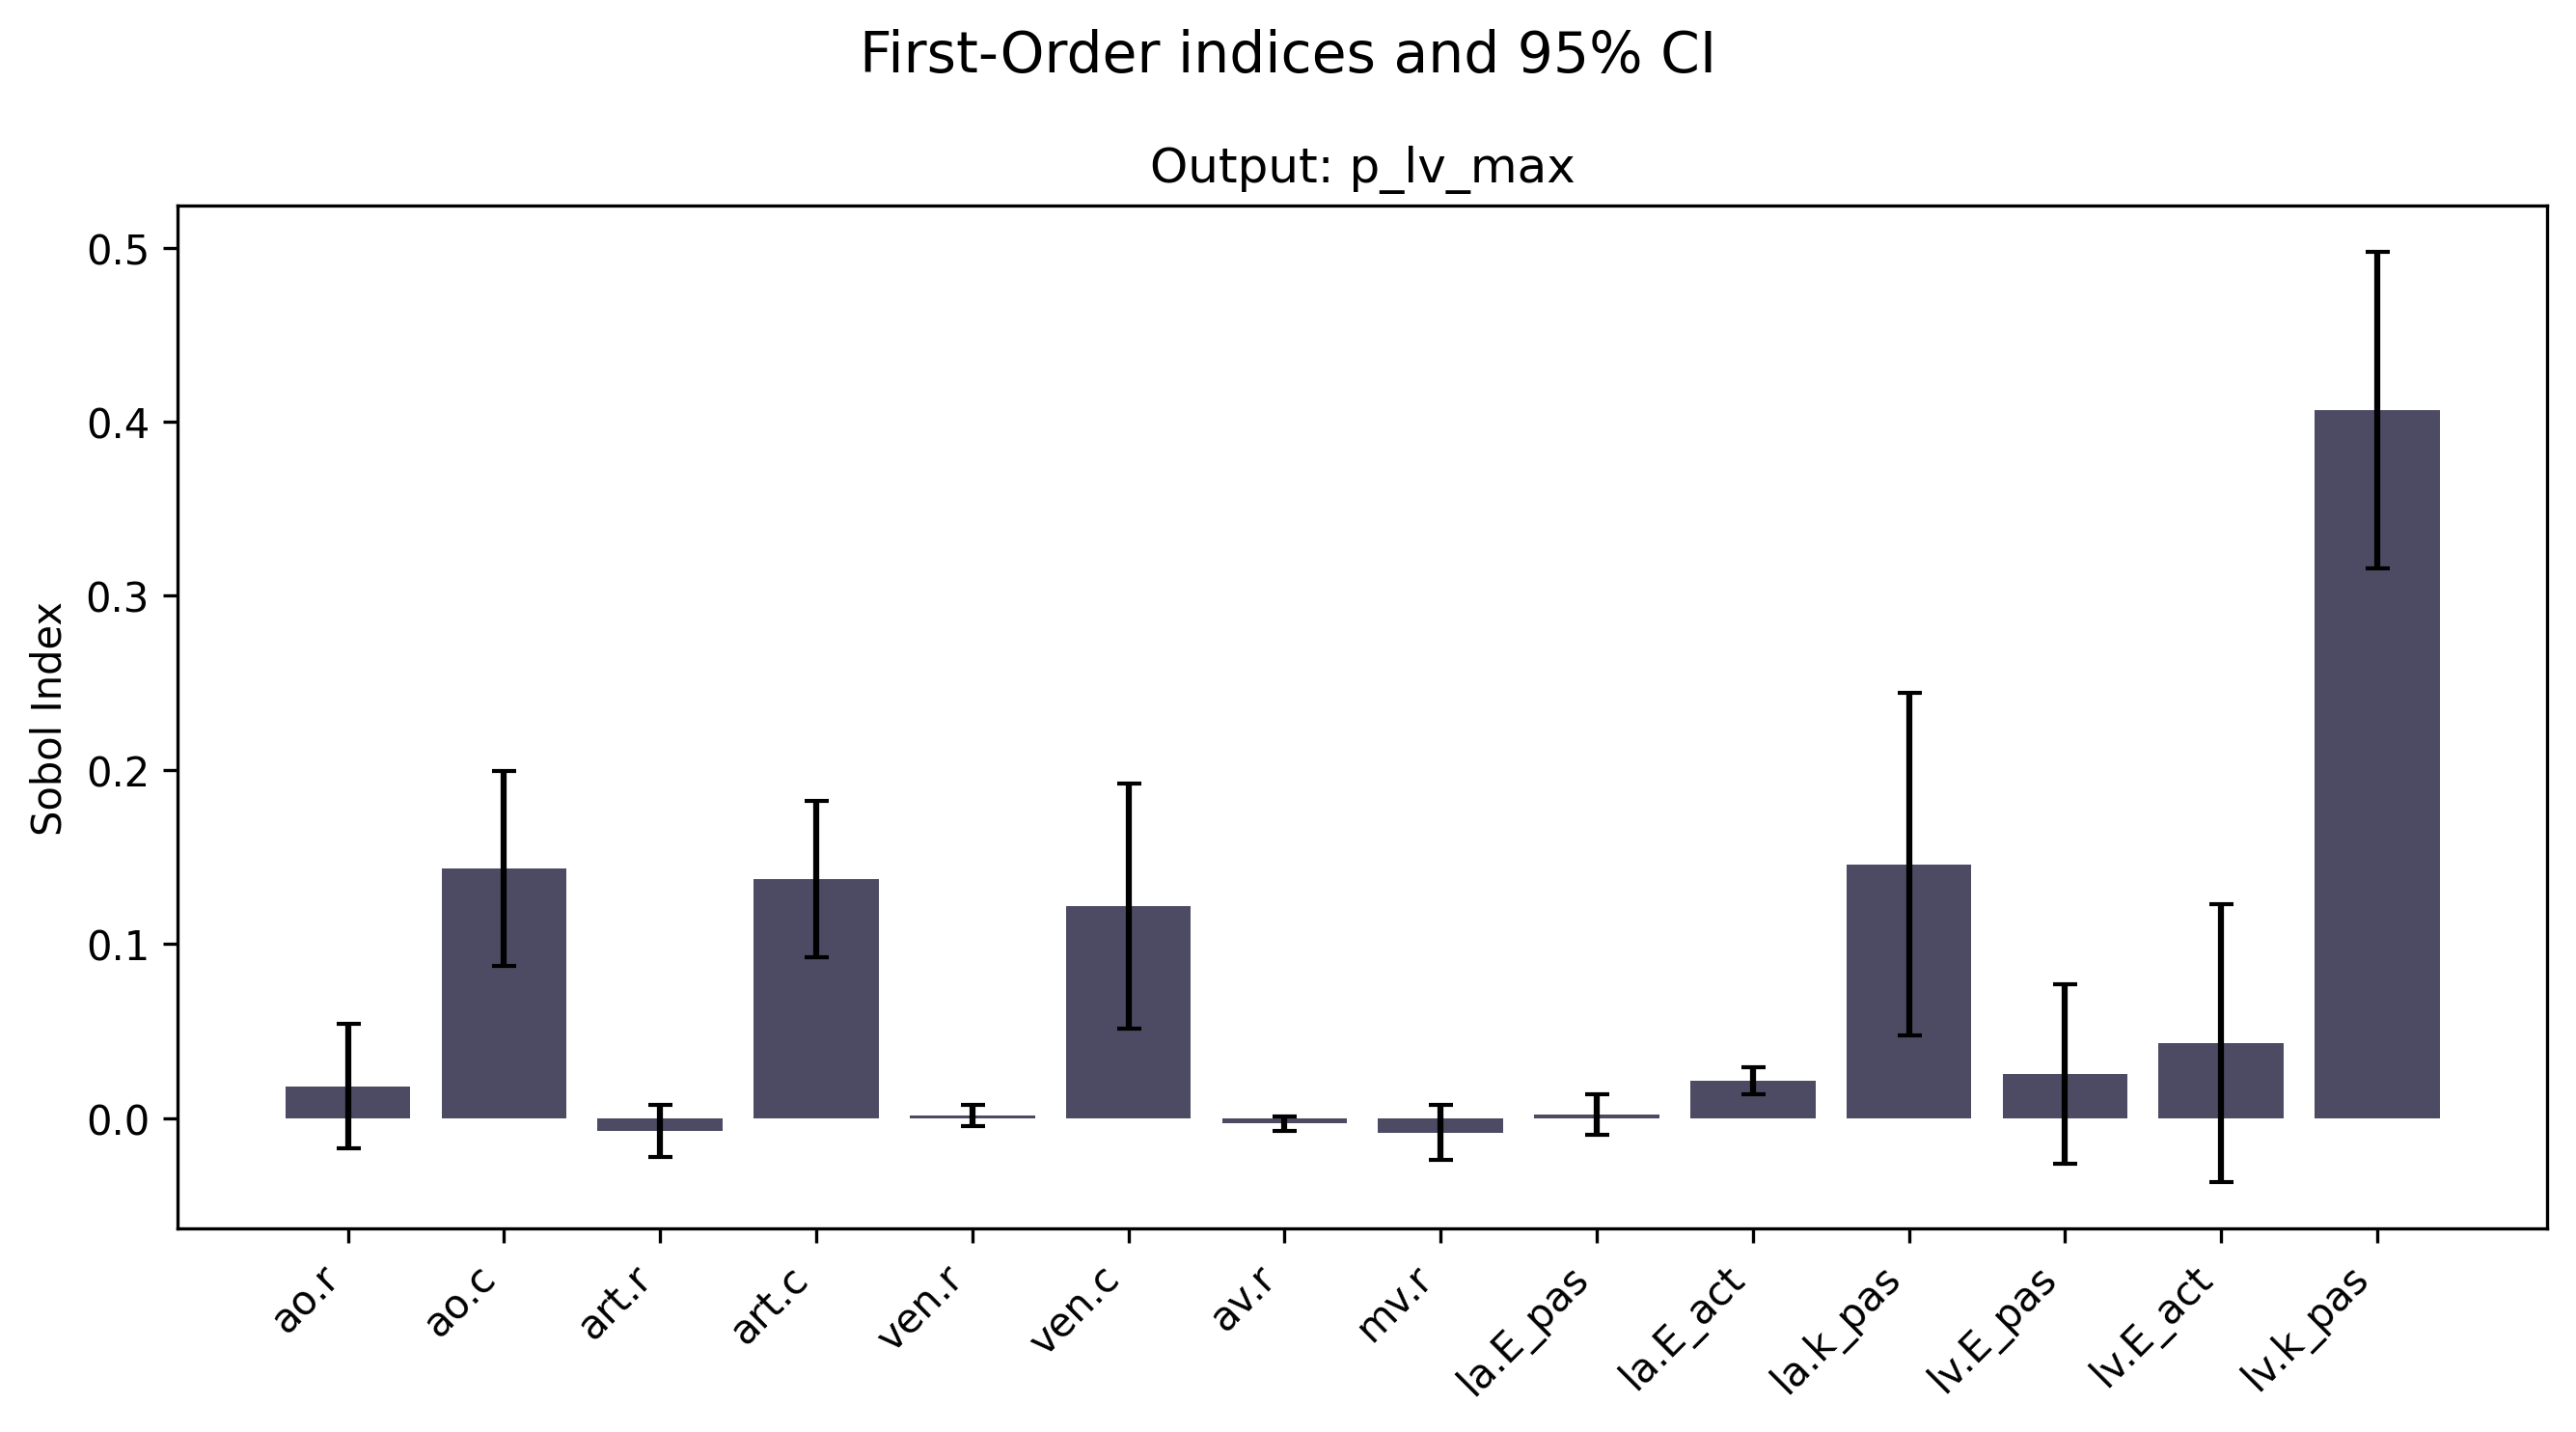 First-Order indices and 95% CI
Output: p_lv_max
Sobol Index
0.5
0.4
0.3
0.2
0.1
0.0
ao.r
ao.c
art.r
art.c
ven.r
ven.c
av.r
mv.r
la.E_pas
la.E_act
la.k_pas
lv.E_pas
lv.E_act
lv.k_pas